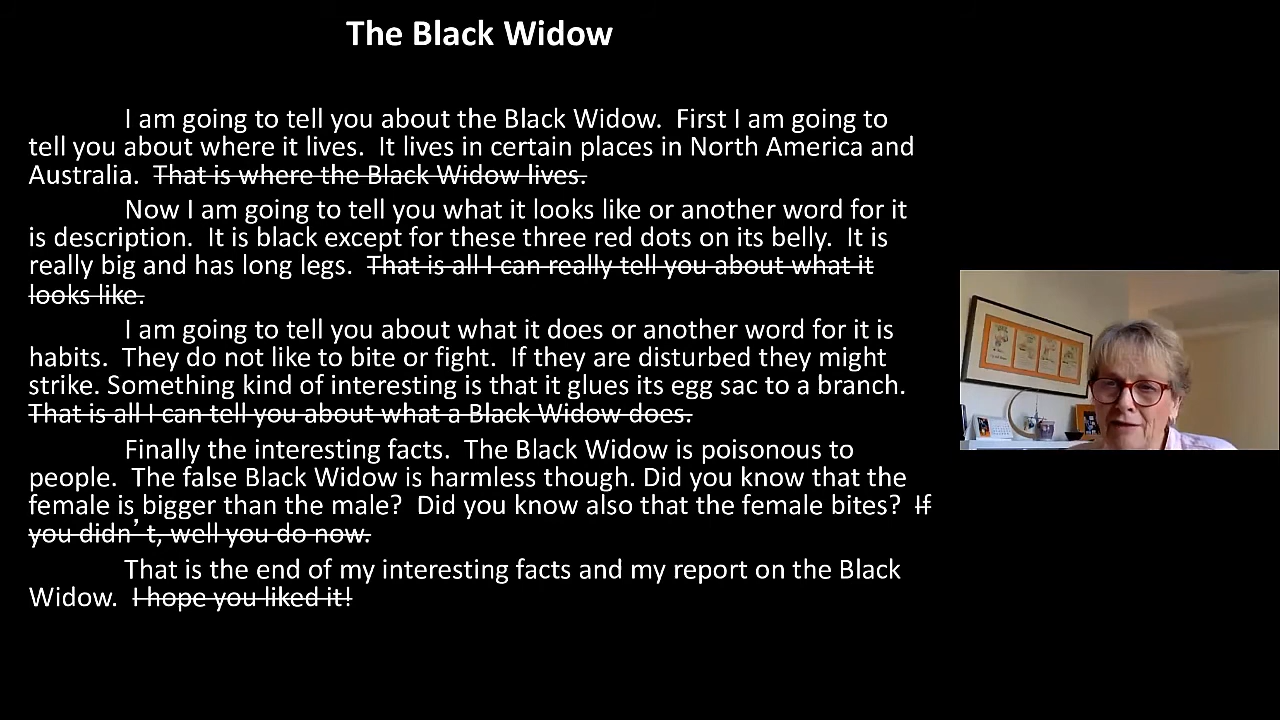 The Black Widow
I am going to tell you about the Black Widow.  First I am going to
tell you about where it lives.  It lives in certain places in North America and
Australia.  That is where the Black Widow lives.
Now I am going to tell you what it looks like or another word for it
is description.  It is black except for these three red dots on its belly.  It is
really big and has long legs.  That is all I can really tell you about what it
looks like.
I am going to tell you about what it does or another word for it is
habits.  They do not like to bite or fight.  If they are disturbed they might
strike. Something kind of interesting is that it glues its egg sac to a branch.
That is all I can tell you about what a Black Widow does.
Finally the interesting facts.  The Black Widow is poisonous to
people.  The false Black Widow is harmless though. Did you know that the
female is bigger than the male?  Did you know also that the female bites?  If
you didn’t, well you do now.
That is the end of my interesting facts and my report on the Black
Widow.  I hope you liked it!